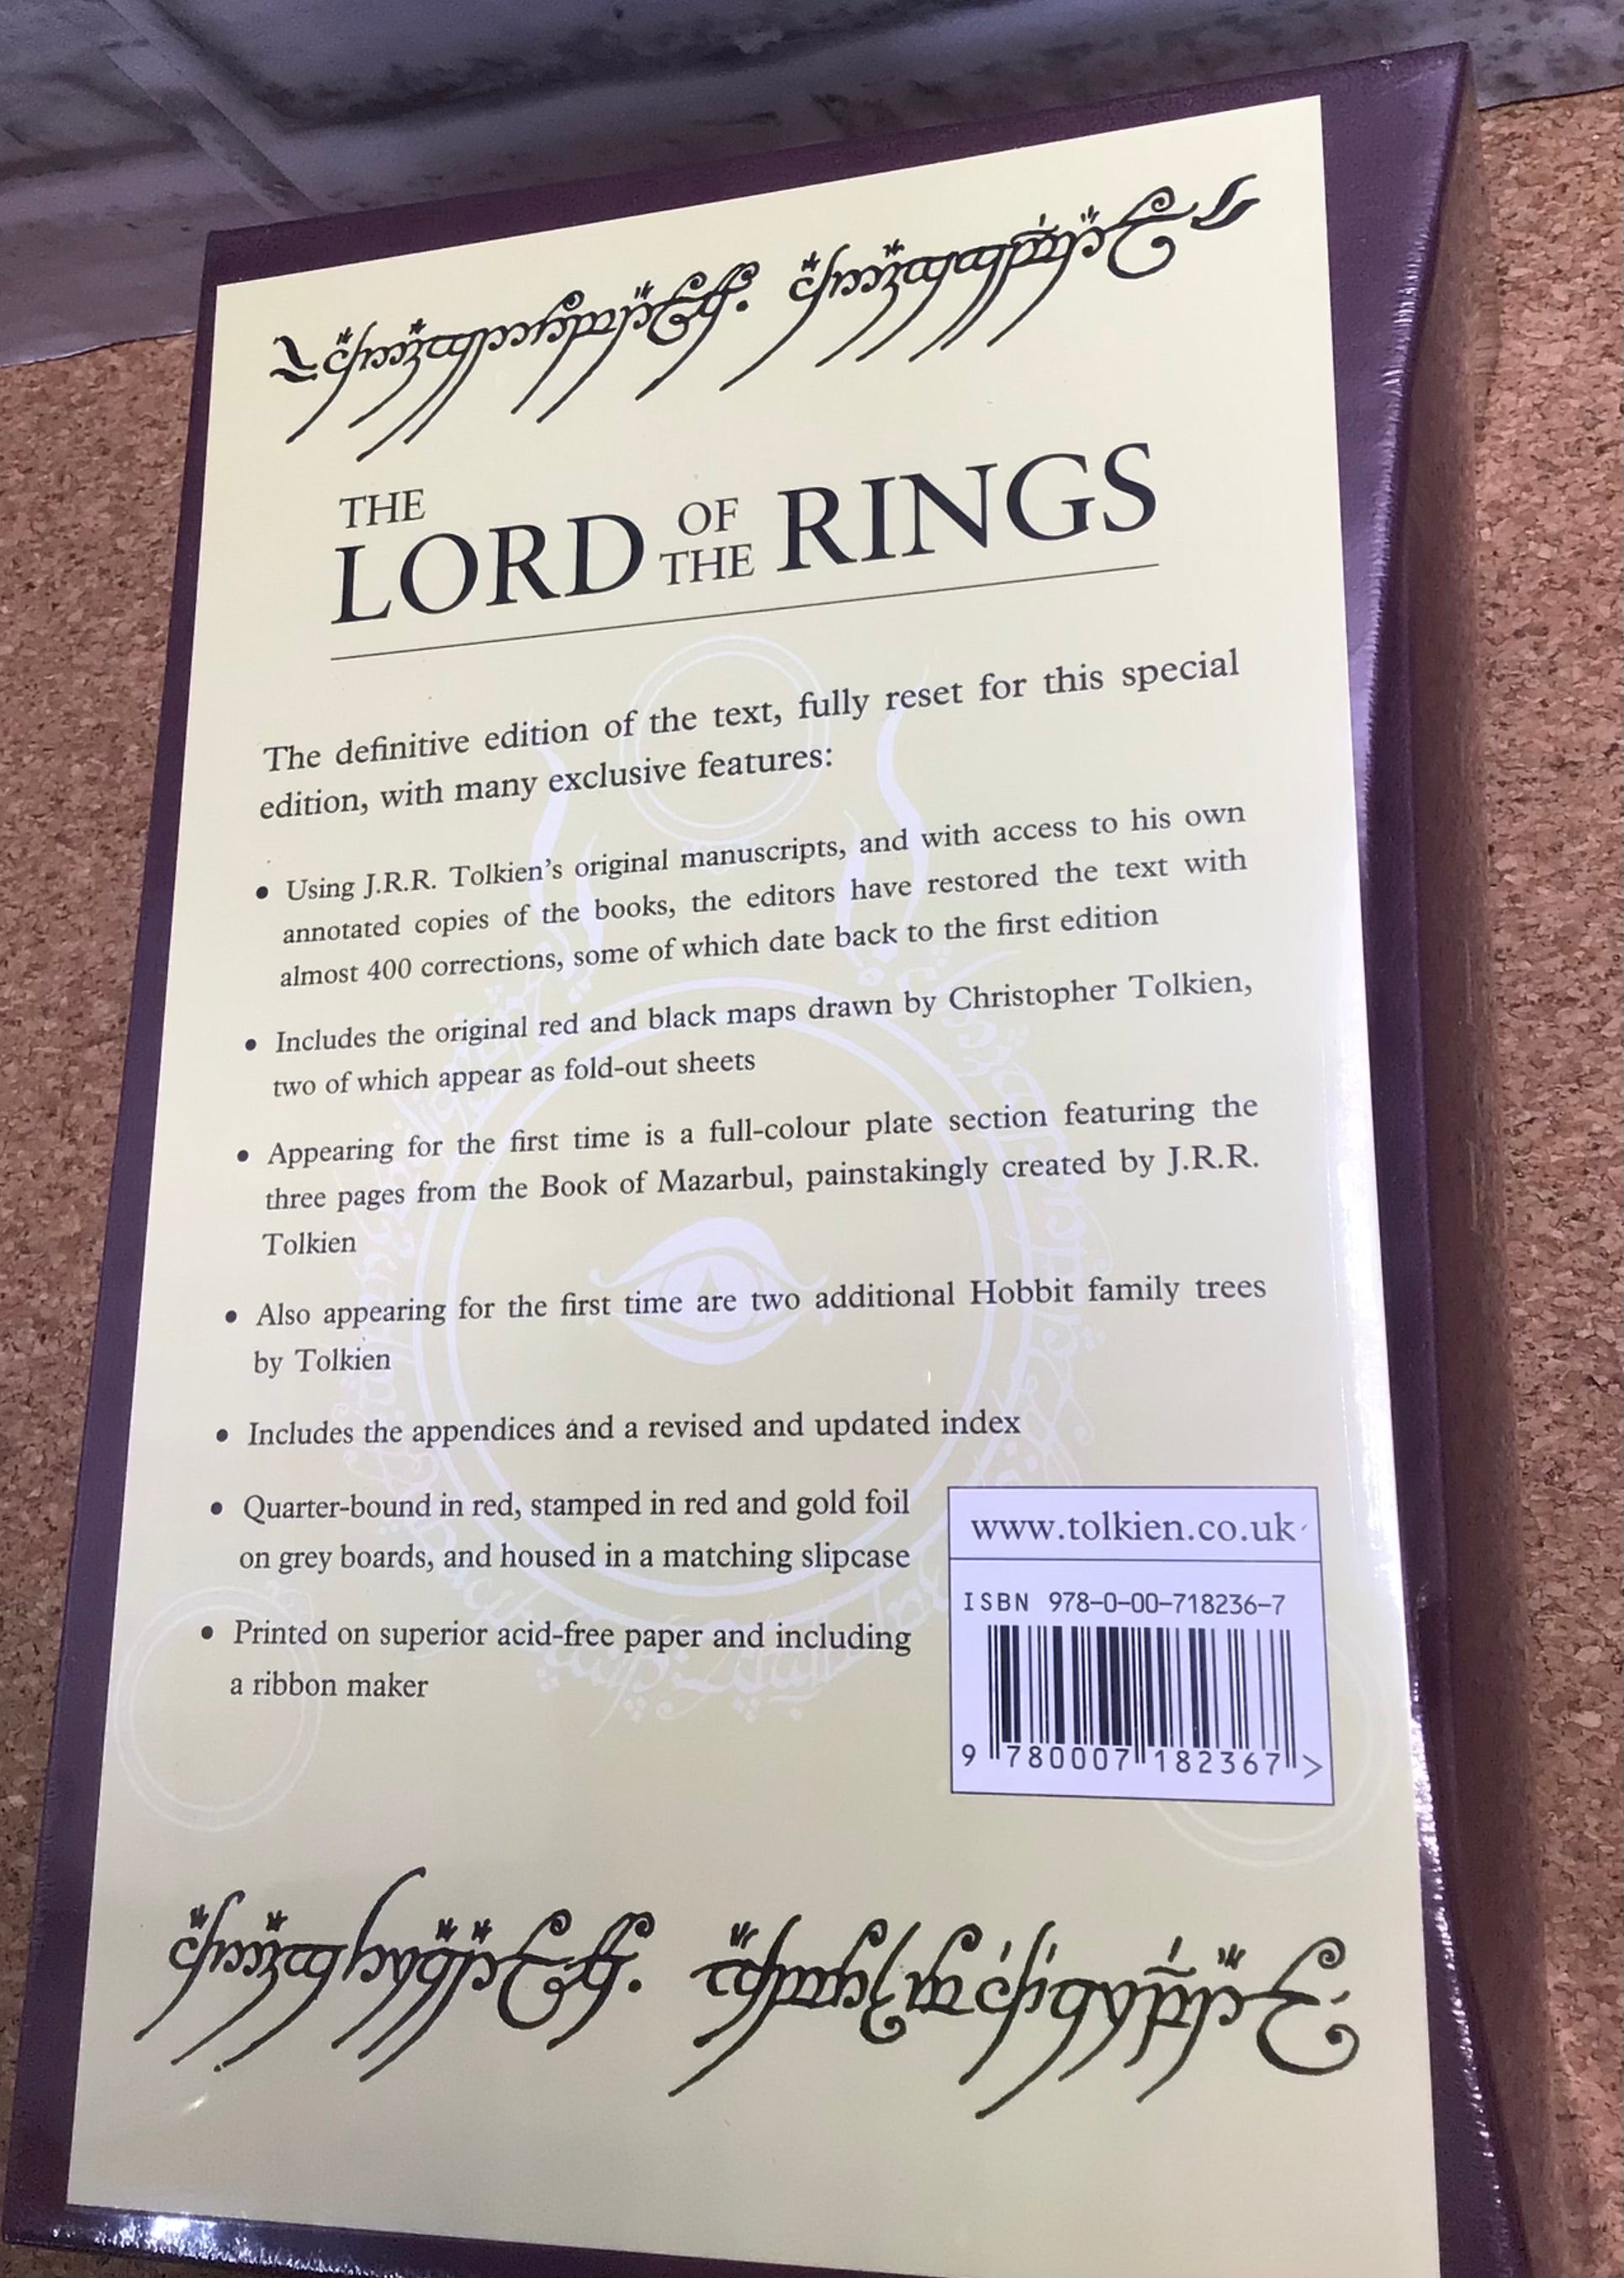 THE
LORD OF THE RINGS
The definitive edition of the text, fully reset for this special
edition, with many exclusive features:
• Using J.R.R. Tolkien’s original manuscripts, and with access to his own
annotated copies of the books, the editors have restored the text with
almost 400 corrections, some of which date back to the first edition
• Includes the original red and black maps drawn by Christopher Tolkien,
two of which appear as fold-out sheets
• Appearing for the first time is a full-colour plate section featuring the
three pages from the Book of Mazarbul, painstakingly created by J.R.R.
Tolkien
• Also appearing for the first time are two additional Hobbit family trees
by Tolkien
• Includes the appendices and a revised and updated index
• Quarter-bound in red, stamped in red and gold foil
on grey boards, and housed in a matching slipcase
• Printed on superior acid-free paper and including
a ribbon maker
www.tolkien.co.uk
ISBN 978-0-00-718236-7
9 780007 182367 >